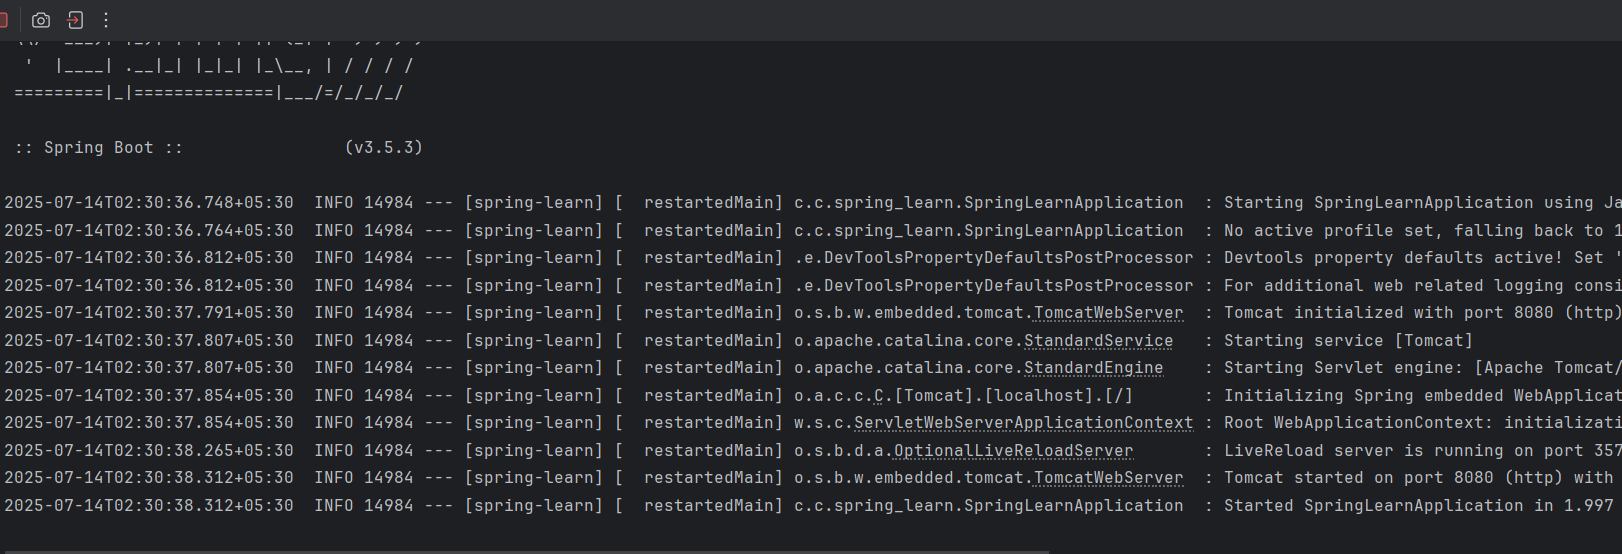 '  |____| .__|_| |_|_| |_\__, | / / / /
=========|_|==============|___/=/_/_/_/
:: Spring Boot ::                (v3.5.3)
2025-07-14T02:30:36.748+05:30  INFO 14984 --- [spring-learn] [  restartedMain] c.c.spring_learn.SpringLearnApplication  : Starting SpringLearnApplication using Ja
2025-07-14T02:30:36.764+05:30  INFO 14984 --- [spring-learn] [  restartedMain] c.c.spring_learn.SpringLearnApplication  : No active profile set, falling back to 1
2025-07-14T02:30:36.812+05:30  INFO 14984 --- [spring-learn] [  restartedMain] .e.DevToolsPropertyDefaultsPostProcessor : Devtools property defaults active! Set '
2025-07-14T02:30:36.812+05:30  INFO 14984 --- [spring-learn] [  restartedMain] .e.DevToolsPropertyDefaultsPostProcessor : For additional web related logging consi
2025-07-14T02:30:37.791+05:30  INFO 14984 --- [spring-learn] [  restartedMain] o.s.b.w.embedded.tomcat.TomcatWebServer  : Tomcat initialized with port 8080 (http)
2025-07-14T02:30:37.807+05:30  INFO 14984 --- [spring-learn] [  restartedMain] o.apache.catalina.core.StandardService   : Starting service [Tomcat]
2025-07-14T02:30:37.807+05:30  INFO 14984 --- [spring-learn] [  restartedMain] o.apache.catalina.core.StandardEngine    : Starting Servlet engine: [Apache Tomcat/
2025-07-14T02:30:37.854+05:30  INFO 14984 --- [spring-learn] [  restartedMain] o.a.c.c.C.[Tomcat].[localhost].[/]       : Initializing Spring embedded WebApplicat
2025-07-14T02:30:37.854+05:30  INFO 14984 --- [spring-learn] [  restartedMain] w.s.c.ServletWebServerApplicationContext : Root WebApplicationContext: initializati
2025-07-14T02:30:38.265+05:30  INFO 14984 --- [spring-learn] [  restartedMain] o.s.b.d.a.OptionalLiveReloadServer       : LiveReload server is running on port 357
2025-07-14T02:30:38.312+05:30  INFO 14984 --- [spring-learn] [  restartedMain] o.s.b.w.embedded.tomcat.TomcatWebServer  : Tomcat started on port 8080 (http) with
2025-07-14T02:30:38.312+05:30  INFO 14984 --- [spring-learn] [  restartedMain] c.c.spring_learn.SpringLearnApplication  : Started SpringLearnApplication in 1.997